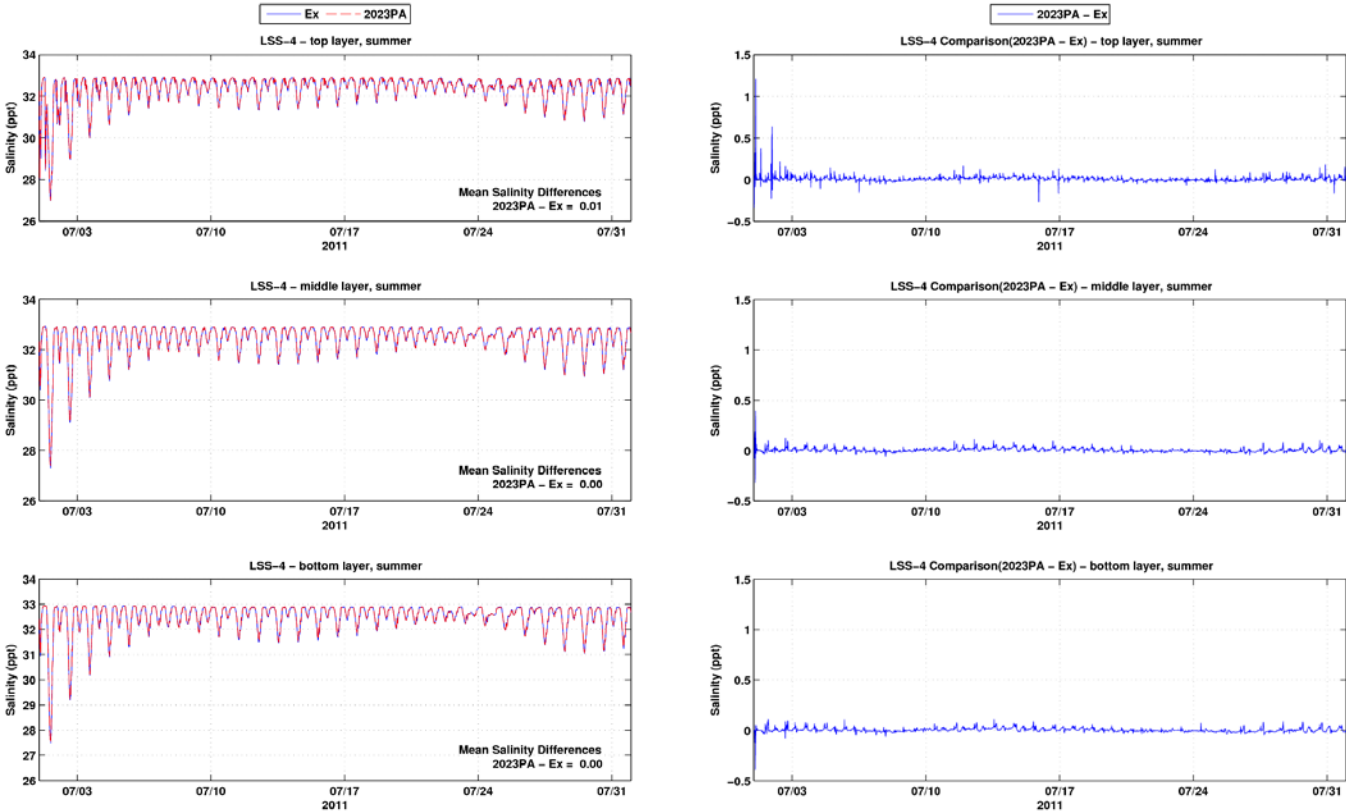 Ex 2023PA
LSS-4 – top layer, summer
34
32
30
28
26
Salinity (ppt)
Mean Salinity Differences
2023PA – Ex = 0.01
07/03 07/10 07/17 07/24 07/31
2011
2023PA – Ex
LSS-4 Comparison(2023PA – Ex) – top layer, summer
1.5
1
0.5
0
−0.5
Salinity (ppt)
07/03 07/10 07/17 07/24 07/31
2011
LSS-4 – middle layer, summer
34
32
30
28
26
Salinity (ppt)
Mean Salinity Differences
2023PA – Ex = 0.00
07/03 07/10 07/17 07/24 07/31
2011
LSS-4 Comparison(2023PA – Ex) – middle layer, summer
1.5
1
0.5
0
−0.5
Salinity (ppt)
07/03 07/10 07/17 07/24 07/31
2011
LSS-4 – bottom layer, summer
34
33
32
31
30
29
28
27
26
Salinity (ppt)
Mean Salinity Differences
2023PA – Ex = 0.00
07/03 07/10 07/17 07/24 07/31
2011
LSS-4 Comparison(2023PA – Ex) – bottom layer, summer
1.5
1
0.5
0
−0.5
Salinity (ppt)
07/03 07/10 07/17 07/24 07/31
2011